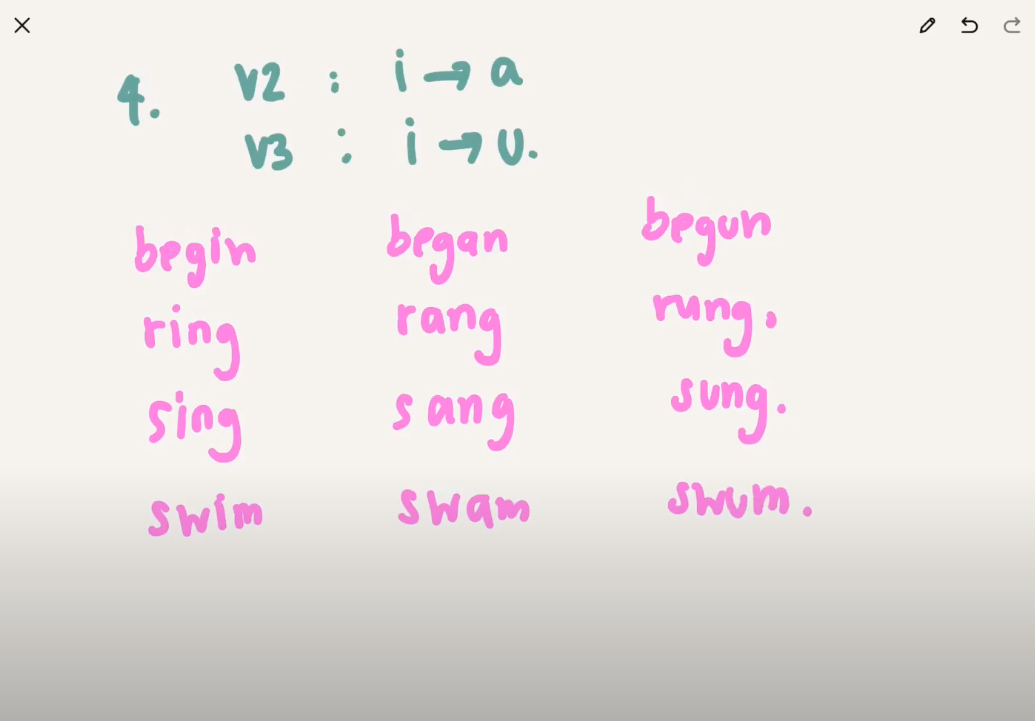 4. v2 : i → a
v3 : i → u.
begin began begun
ring rang rung.
sing sang sung.
swim swam swum.